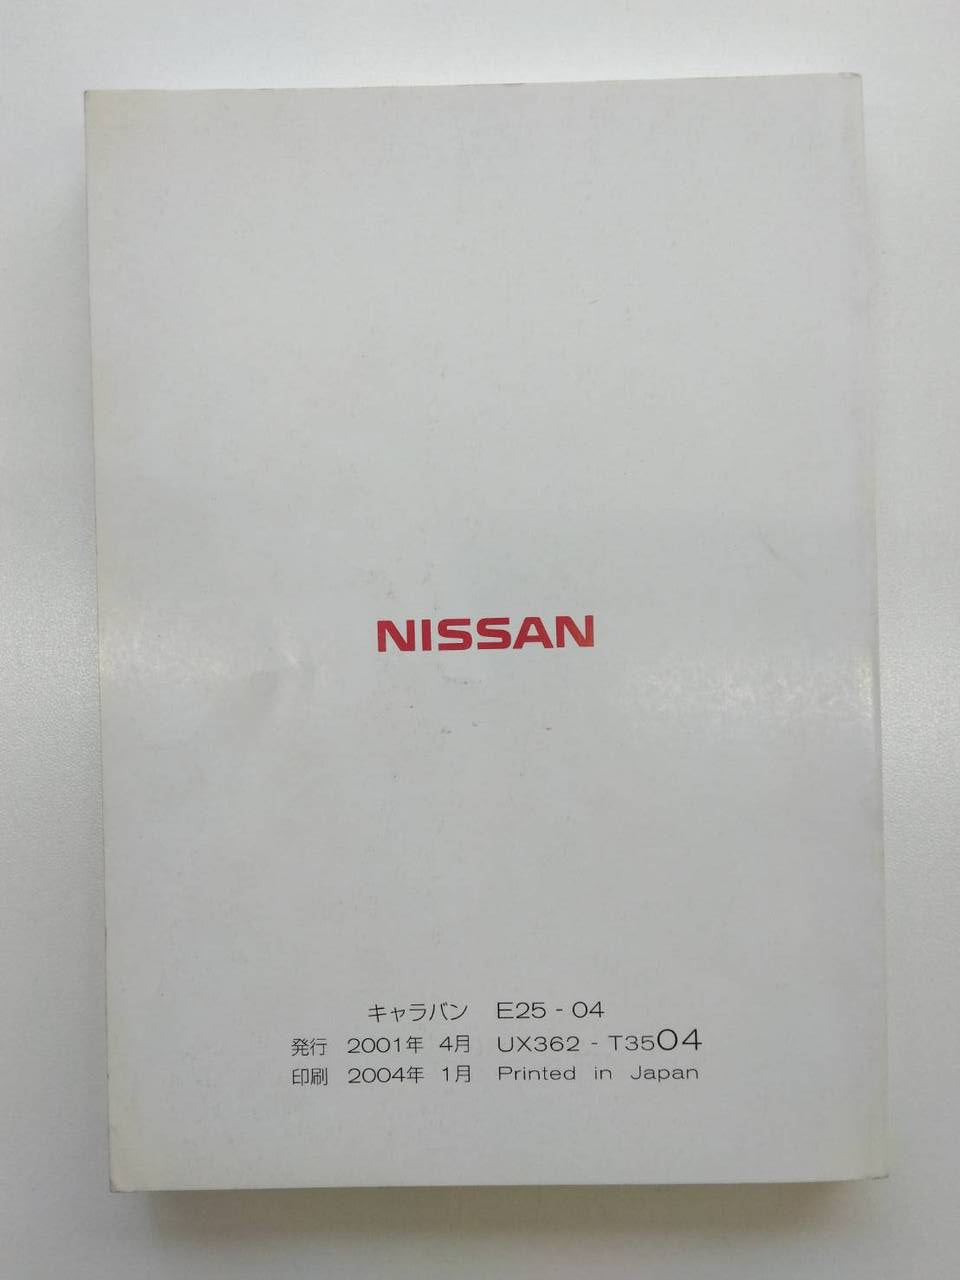 NISSAN
キャラバン E25 - 04
発行 2001年 4月 UX362 - T3504
印刷 2004年 1月 Printed in Japan